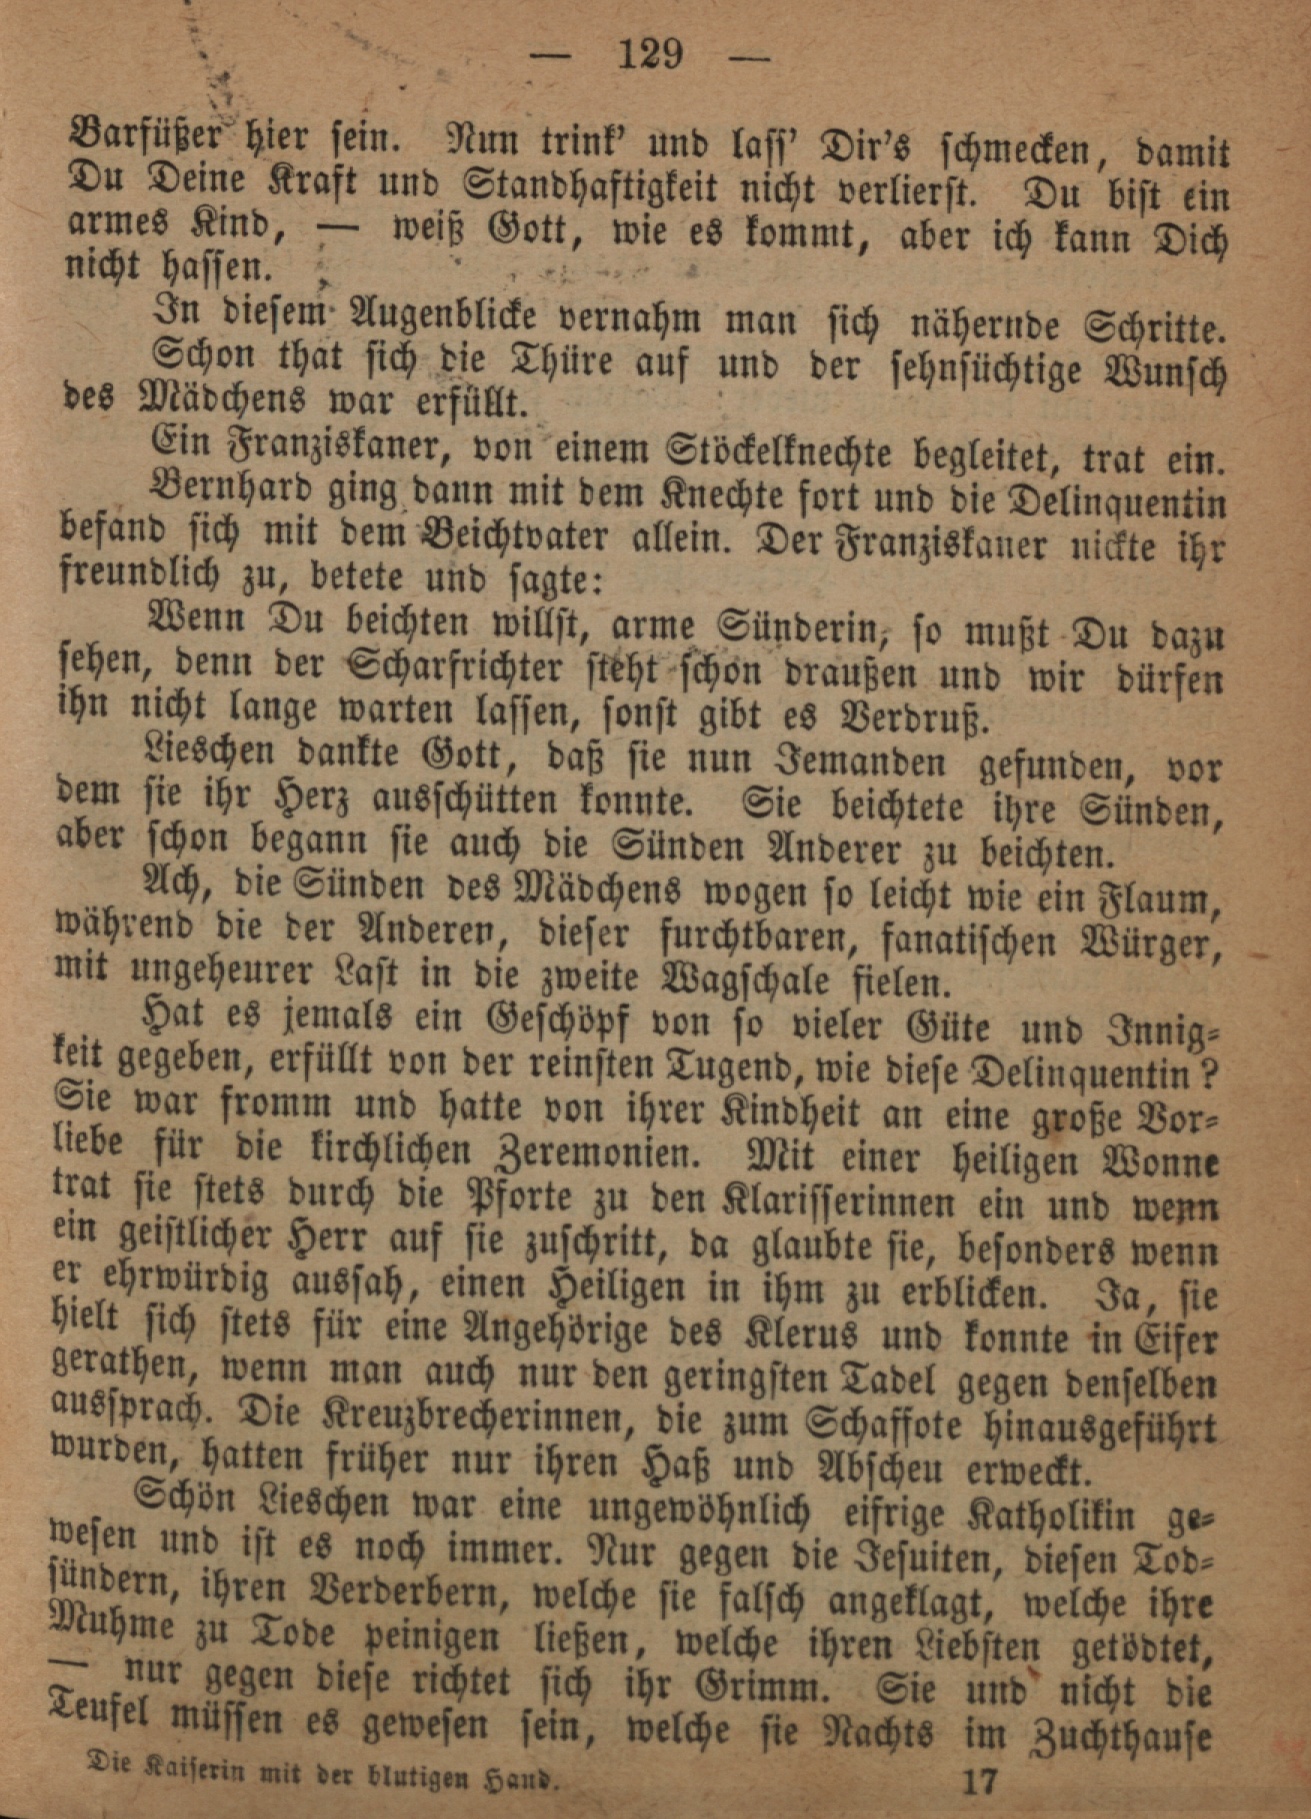 — 129 —
Barfüßer hier sein. Nun trink' und lass' Dir's schmecken, damit
Du Deine Kraft und Standhaftigkeit nicht verlierst. Du bist ein
armes Kind, — weiß Gott, wie es kommt, aber ich kann Dich
nicht hassen.
In diesem Augenblicke vernahm man sich nähernde Schritte.
Schon that sich die Thüre auf und der sehnsüchtige Wunsch
des Mädchens war erfüllt.
Ein Franziskaner, von einem Stöckelknechte begleitet, trat ein.
Bernhard ging dann mit dem Knechte fort und die Delinquentin
befand sich mit dem Beichtvater allein. Der Franziskaner nickte ihr
freundlich zu, betete und sagte:
Wenn Du beichten willst, arme Sünderin, so mußt Du dazu
sehen, denn der Scharfrichter steht schon draußen und wir dürfen
ihn nicht lange warten lassen, sonst gibt es Verdruß.
Lieschen dankte Gott, daß sie nun Jemanden gefunden, vor
dem sie ihr Herz ausschütten konnte. Sie beichtete ihre Sünden,
aber schon begann sie auch die Sünden Anderer zu beichten.
Ach, die Sünden des Mädchens wogen so leicht wie ein Flaum,
während die der Anderen, dieser furchtbaren, fanatischen Würger,
mit ungeheurer Last in die zweite Wagschale fielen.
Hat es jemals ein Geschöpf von so vieler Güte und Innig-
keit gegeben, erfüllt von der reinsten Tugend, wie diese Delinquentin?
Sie war fromm und hatte von ihrer Kindheit an eine große Vor-
liebe für die kirchlichen Zeremonien. Mit einer heiligen Wonne
trat sie stets durch die Pforte zu den Klarisserinnen ein und wenn
ein geistlicher Herr auf sie zuschritt, da glaubte sie, besonders wenn
er ehrwürdig aussah, einen Heiligen in ihm zu erblicken. Ja, sie
hielt sich stets für eine Angehörige des Klerus und konnte in Eifer
gerathen, wenn man auch nur den geringsten Tadel gegen denselben
aussprach. Die Kreuzbrecherinnen, die zum Schaffote hinausgeführt
wurden, hatten früher nur ihren Haß und Abscheu erweckt.
Schön Lieschen war eine ungewöhnlich eifrige Katholikin ge-
wesen und ist es noch immer. Nur gegen die Jesuiten, diesen Tod-
sündern, ihren Verderbern, welche sie falsch angeklagt, welche ihre
Muhme zu Tode peinigen ließen, welche ihren Liebsten getödtet,
— nur gegen diese richtet sich ihr Grimm. Sie und nicht die
Teufel müssen es gewesen sein, welche sie Nachts im Zuchthause
Die Kaiserin mit der blutigen Hand. 17